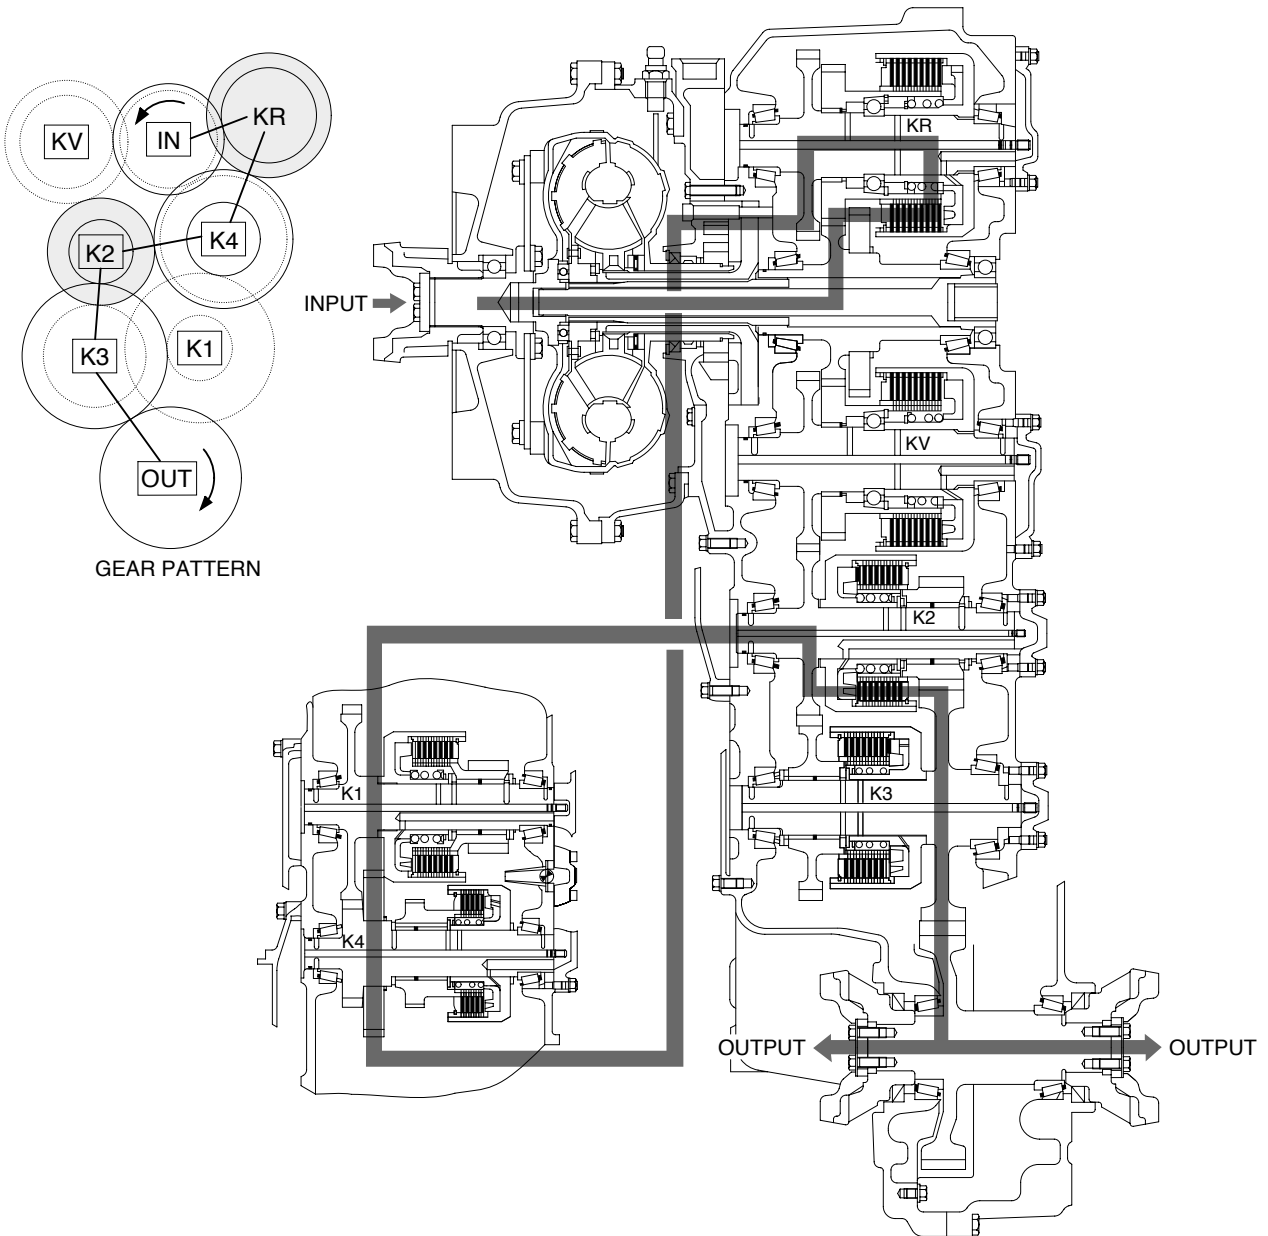 KV
IN
KR
K2
K4
K3
K1
OUT
GEAR PATTERN
INPUT
KR
KV
K2
K3
K1
K4
OUTPUT
OUTPUT